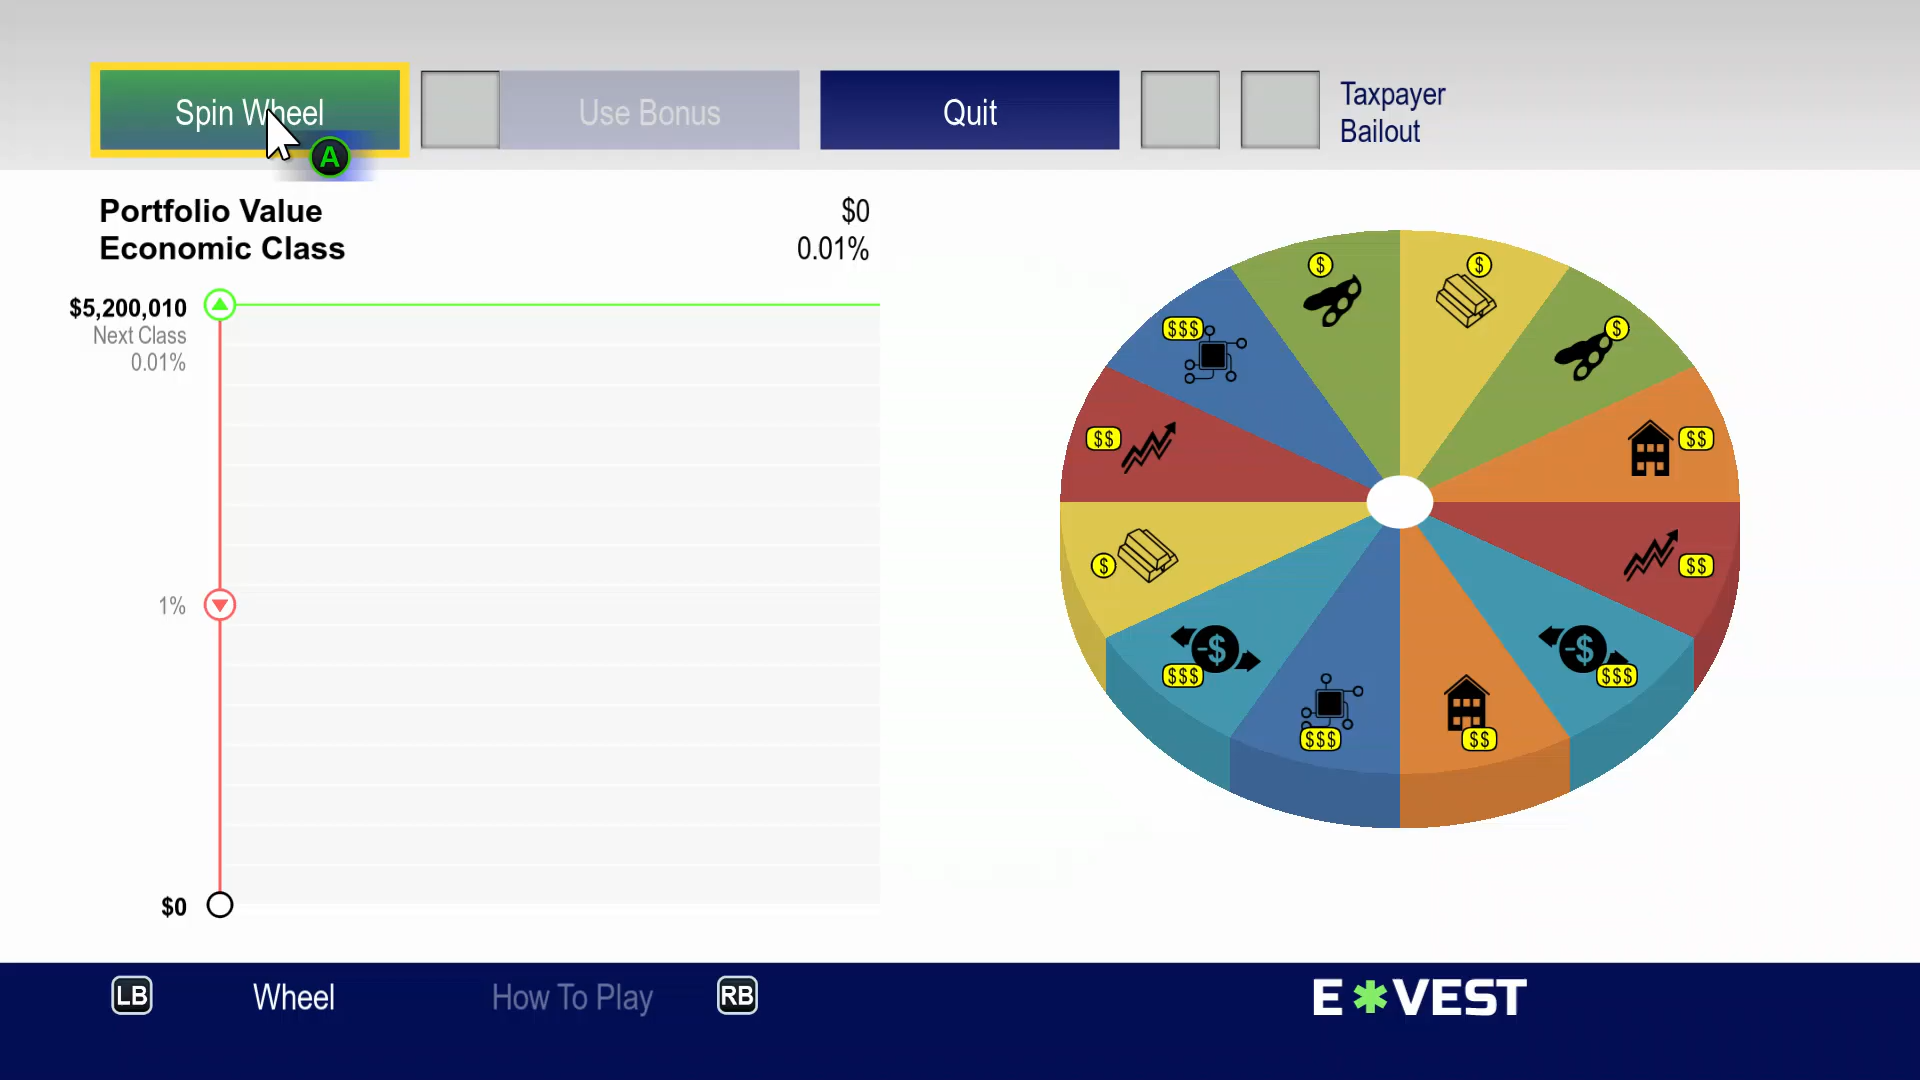 Spin Wheel
A
Use Bonus
Quit
Taxpayer
Bailout
Portfolio Value
$0
Economic Class
0.01%
$5,200,010
Next Class
0.01%
1%
$0
$
$
$
$$$
$$
$$
$
$$
-$
$$$
-$
$$$
$$$
$$
LB
Wheel
How To Play
RB
E*VEST